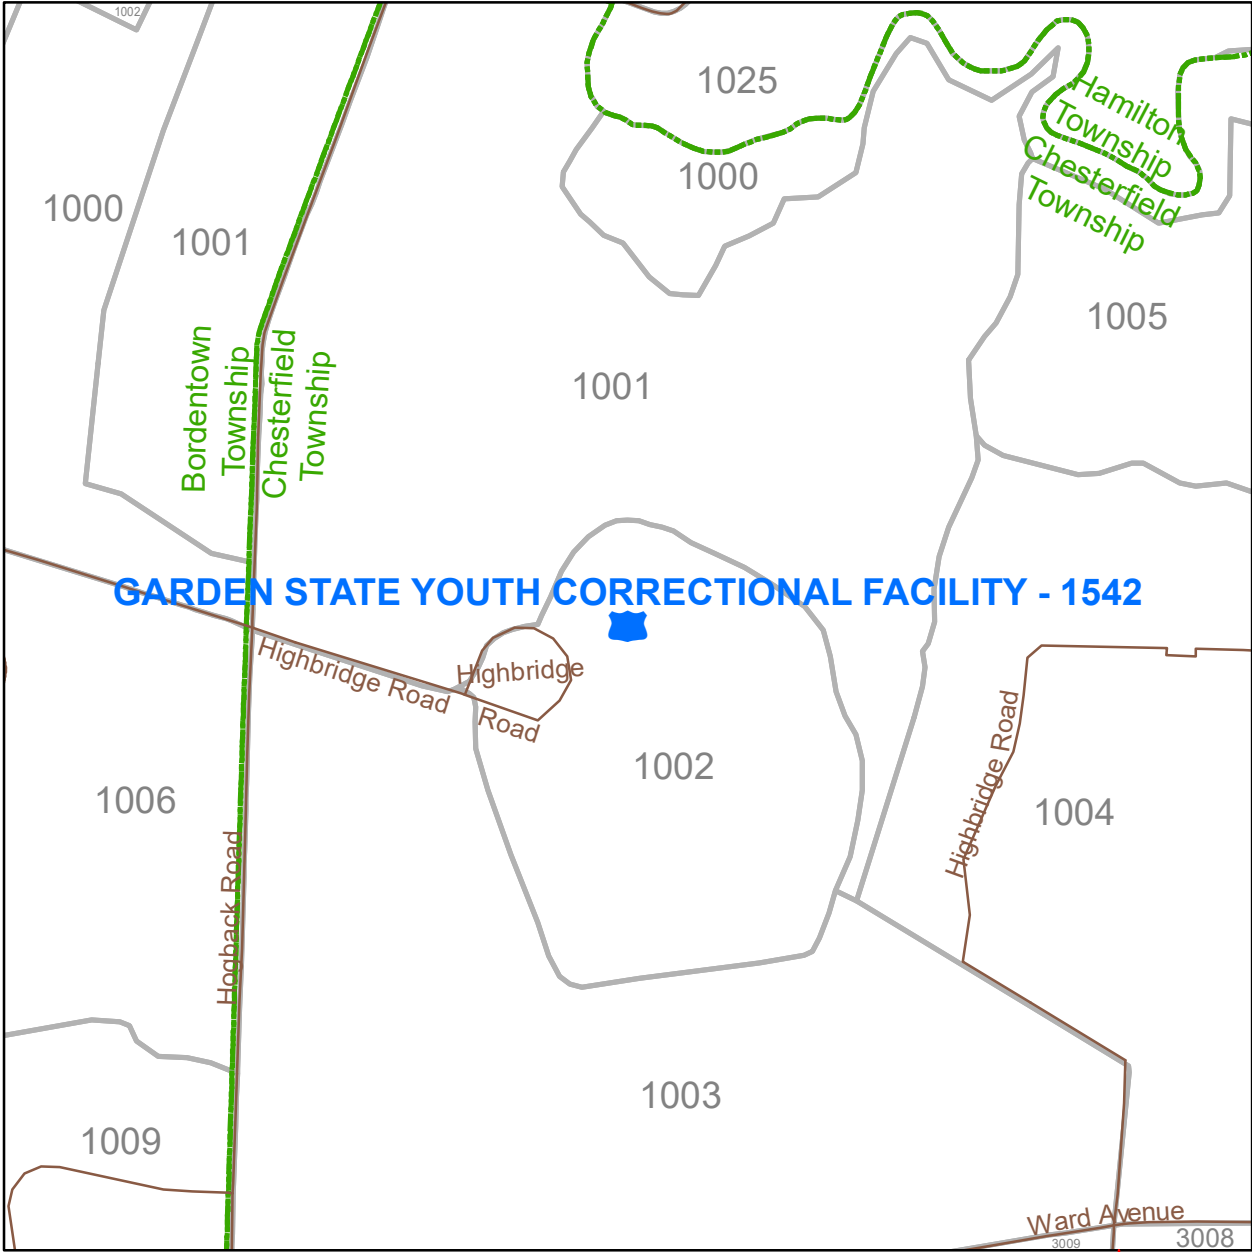 1002
1025
Hamilton
Township
Chesterfield
Township
1000
1000
1001
1005
Bordentown
Township
Chesterfield
Township
1001
GARDEN STATE YOUTH CORRECTIONAL FACILITY - 1542
Highbridge Road
Highbridge
Road
1002
Highbridge Road
1006
1004
Hogback Road
1003
1009
Ward Avenue
3009
3008